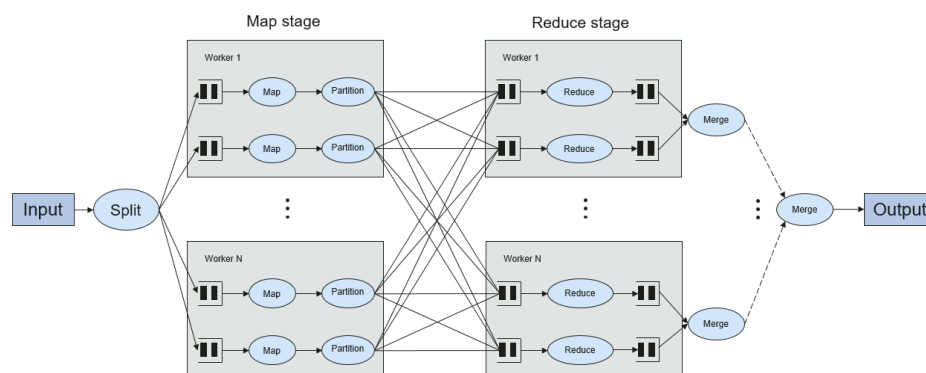 Map stage
Reduce stage
Worker 1
Map
Partition
Map
Partition
Worker 1
Reduce
Reduce
Merge
Input
Split
Merge
Output
Worker N
Map
Partition
Map
Partition
Worker N
Reduce
Reduce
Merge